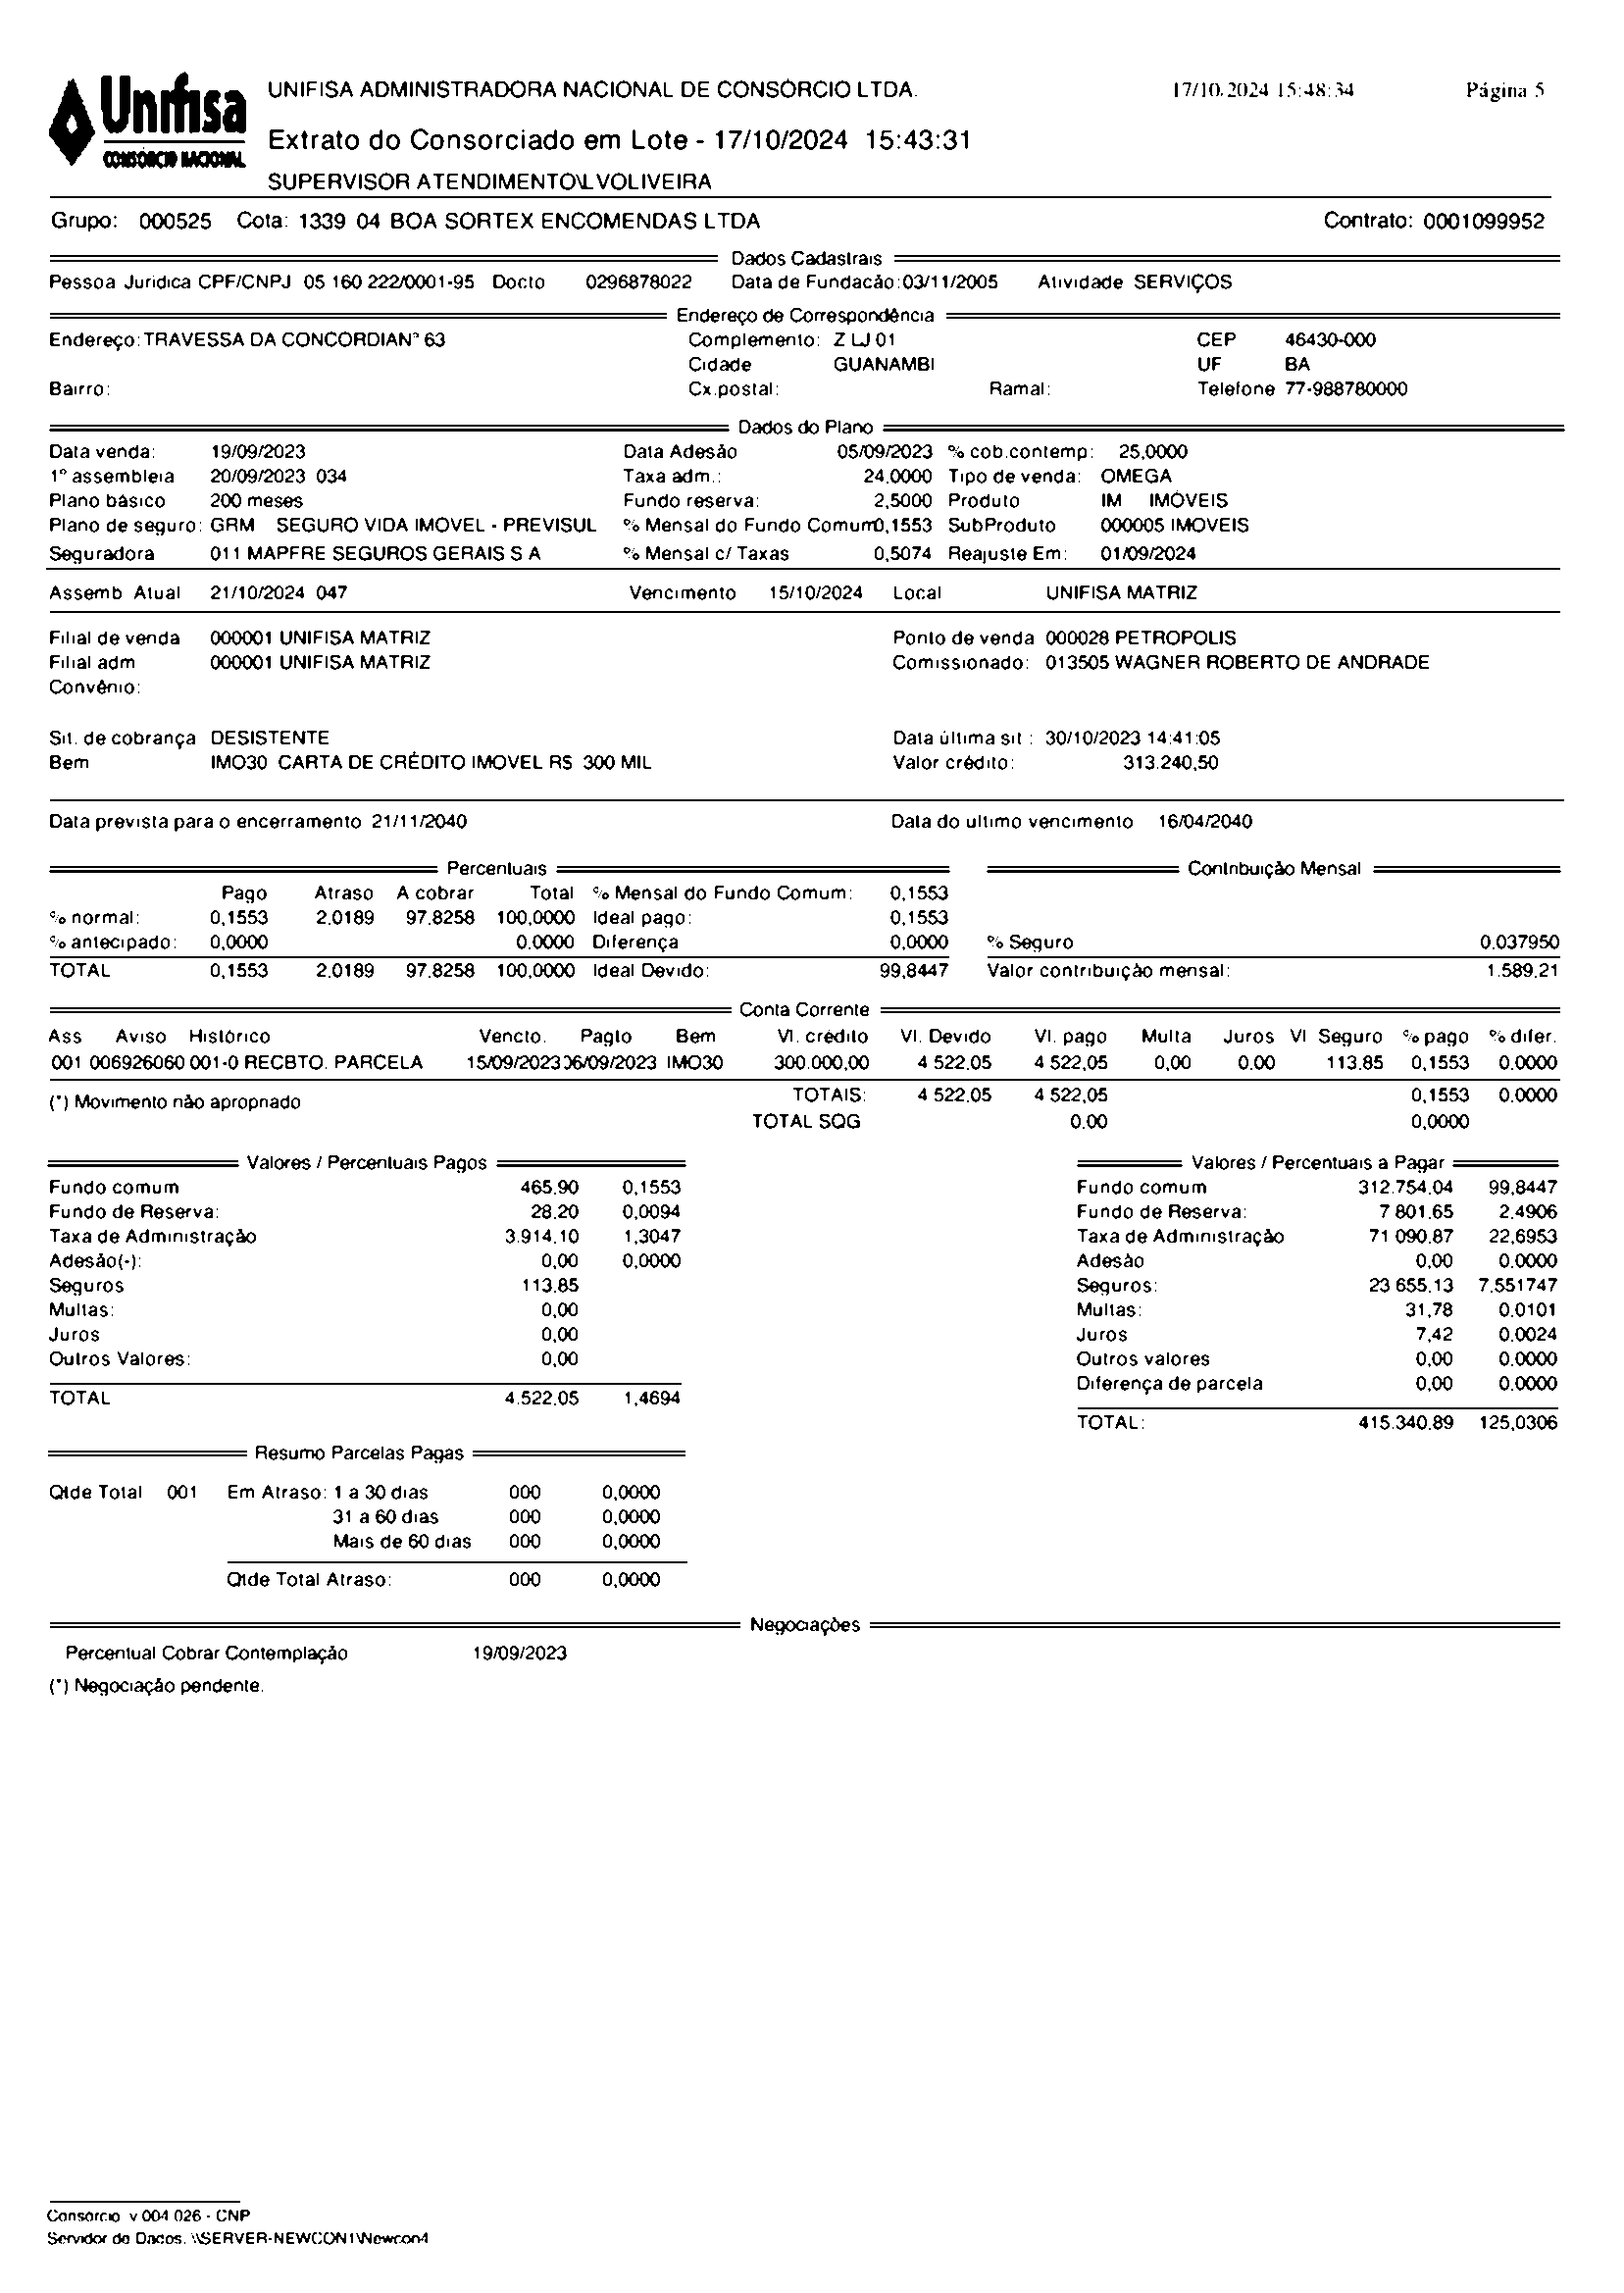 Unifisa
CONSÓRCIO NACIONAL
UNIFISA ADMINISTRADORA NACIONAL DE CONSÓRCIO LTDA. 17/10/2024 15:48:34 Página 5
Extrato do Consorciado em Lote - 17/10/2024 15:43:31
SUPERVISOR ATENDIMENTO\LVOLIVEIRA
Grupo: 000525 Cota: 1339 04 BOA SORTEX ENCOMENDAS LTDA Contrato: 0001099952
Dados Cadastrais
Pessoa Jurídica CPF/CNPJ 05 160 222/0001-95 Docto 0296878022 Data de Fundacão:03/11/2005 Atividade SERVIÇOS
Endereço de Correspondência
Endereço: TRAVESSA DA CONCORDIAN° 63 Complemento: Z LJ 01 CEP 46430-000
Cidade GUANAMBI UF BA
Bairro: Cx.postal: Ramal: Telefone 77-988780000
Dados do Plano
Data venda: 19/09/2023 Data Adesão 05/09/2023 % cob.contemp: 25,0000
1º assembleia 20/09/2023 034 Taxa adm.: 24,0000 Tipo de venda: OMEGA
Plano básico 200 meses Fundo reserva: 2,5000 Produto IM IMÓVEIS
Plano de seguro: GRM SEGURO VIDA IMOVEL - PREVISUL % Mensal do Fundo Comum 0,1553 SubProduto 000005 IMOVEIS
Seguradora 011 MAPFRE SEGUROS GERAIS S A % Mensal c/ Taxas 0,5074 Reajuste Em: 01/09/2024
Assemb Atual 21/10/2024 047 Vencimento 15/10/2024 Local UNIFISA MATRIZ
Filial de venda 000001 UNIFISA MATRIZ Ponto de venda 000028 PETROPOLIS
Filial adm 000001 UNIFISA MATRIZ Comissionado: 013505 WAGNER ROBERTO DE ANDRADE
Convênio:
Sit. de cobrança DESISTENTE Data última sit : 30/10/2023 14:41:05
Bem IMO30 CARTA DE CRÉDITO IMOVEL R$ 300 MIL Valor crédito: 313.240,50
Data prevista para o encerramento 21/11/2040 Data do ultimo vencimento 16/04/2040
Percentuais Contribuição Mensal
Pago Atraso A cobrar Total % Mensal do Fundo Comum: 0,1553
% normal: 0,1553 2.0189 97.8258 100,0000 Ideal pago: 0,1553
% antecipado: 0,0000 0.0000 Diferença 0,0000 % Seguro 0.037950
TOTAL 0,1553 2.0189 97.8258 100,0000 Ideal Devido: 99,8447 Valor contribuição mensal: 1.589.21
Conta Corrente
Ass Aviso Histórico Vencto. Pagto Bem Vl. crédito Vl. Devido Vl. pago Multa Juros Vl Seguro % pago % difer.
001 006926060 001-0 RECBTO. PARCELA 15/09/2023 06/09/2023 IMO30 300.000,00 4 522.05 4 522,05 0,00 0.00 113.85 0,1553 0.0000
(*) Movimento não apropriado TOTAIS: 4 522.05 4 522,05 0,1553 0.0000
TOTAL SQG 0.00 0,0000
Valores / Percentuais Pagos Valores / Percentuais a Pagar
Fundo comum 465.90 0,1553 Fundo comum 312.754.04 99,8447
Fundo de Reserva: 28.20 0,0094 Fundo de Reserva: 7 801.65 2.4906
Taxa de Administração 3.914,10 1,3047 Taxa de Administração 71 090.87 22,6953
Adesão(-): 0,00 0,0000 Adesão 0,00 0.0000
Seguros 113.85 Seguros: 23 655.13 7.551747
Multas: 0,00 Multas: 31,78 0.0101
Juros 0,00 Juros 7,42 0.0024
Outros Valores: 0,00 Outros valores 0,00 0.0000
Diferença de parcela 0,00 0.0000
TOTAL 4.522.05 1,4694
TOTAL: 415.340.89 125,0306
Resumo Parcelas Pagas
Qtde Total 001 Em Atraso: 1 a 30 dias 000 0,0000
31 a 60 dias 000 0,0000
Mais de 60 dias 000 0,0000
Qtde Total Atraso: 000 0,0000
Negociações
Percentual Cobrar Contemplação 19/09/2023
(*) Negociação pendente.
Consórcio v 004 026 - CNP
Servidor de Dados. \\SERVER-NEWCON1\Newcon4